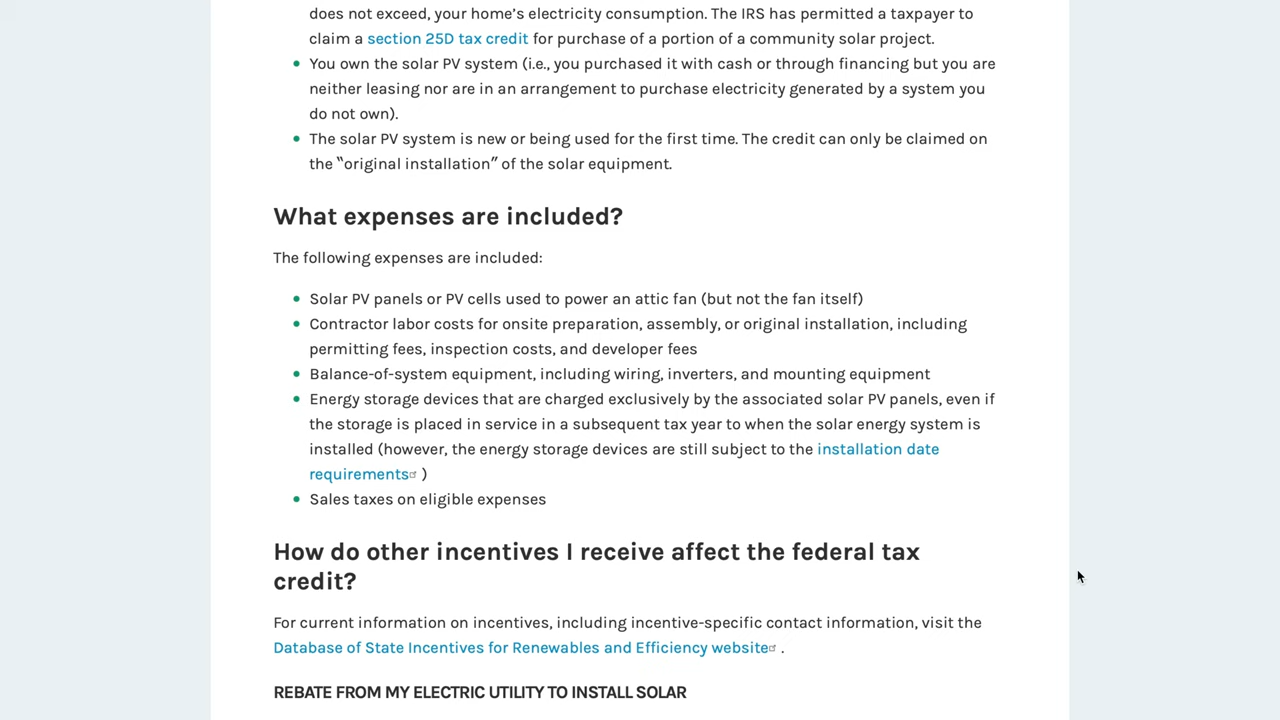 does not exceed, your home's electricity consumption. The IRS has permitted a taxpayer to
claim a section 25D tax credit for purchase of a portion of a community solar project.
You own the solar PV system (i.e., you purchased it with cash or through financing but you are
neither leasing nor are in an arrangement to purchase electricity generated by a system you
do not own).
The solar PV system is new or being used for the first time. The credit can only be claimed on
the “original installation” of the solar equipment.
What expenses are included?
The following expenses are included:
Solar PV panels or PV cells used to power an attic fan (but not the fan itself)
Contractor labor costs for onsite preparation, assembly, or original installation, including
permitting fees, inspection costs, and developer fees
Balance-of-system equipment, including wiring, inverters, and mounting equipment
Energy storage devices that are charged exclusively by the associated solar PV panels, even if
the storage is placed in service in a subsequent tax year to when the solar energy system is
installed (however, the energy storage devices are still subject to the installation date
requirements )
Sales taxes on eligible expenses
How do other incentives I receive affect the federal tax
credit?
For current information on incentives, including incentive-specific contact information, visit the
Database of State Incentives for Renewables and Efficiency website .
REBATE FROM MY ELECTRIC UTILITY TO INSTALL SOLAR